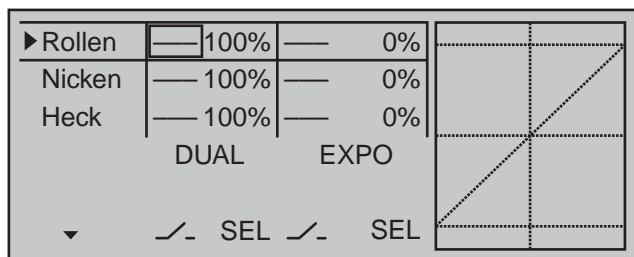 Rollen ––– 100% ––– 0%
Nicken ––– 100% ––– 0%
Heck ––– 100% ––– 0%
DUAL EXPO
SEL SEL